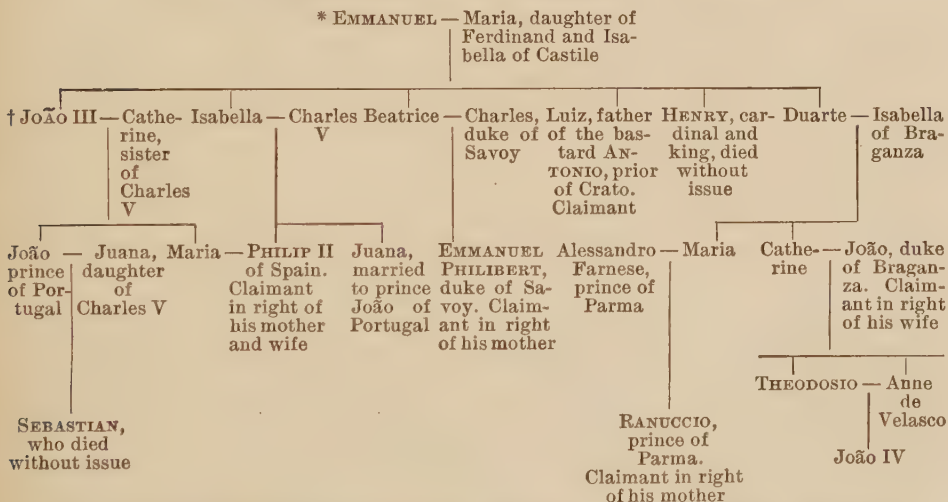 * EMMANUEL — Maria, daughter of
Ferdinand and Isa-
bella of Castile
† JOÃO III — Cathe-
rine,
sister
of
Charles
V
Isabella — Charles
V
Beatrice — Charles,
duke of
Savoy
Luiz, father
of the bas-
tard AN-
TONIO, prior
of Crato.
Claimant
HENRY, car-
dinal and
king, died
without
issue
Duarte — Isabella
of Bra-
ganza
João —
prince
of Por-
tugal
Juana,
daughter
of
Charles V
Maria — PHILIP II
of Spain.
Claimant
in right of
his mother
and wife
Juana,
married
to prince
João of
Portugal
EMMANUEL
PHILIBERT,
duke of Sa-
voy. Claim-
ant in right
of his mother
Alessandro — Maria
Farnese,
prince of
Parma
Cathe- — João, duke
rine
of Bragan-
za. Claim-
ant in right
of his wife
THEODOSIO — Anne
de
Velasco
SEBASTIAN,
who died
without issue
RANUCCIO,
prince of
Parma.
Claimant in right
of his mother
João IV